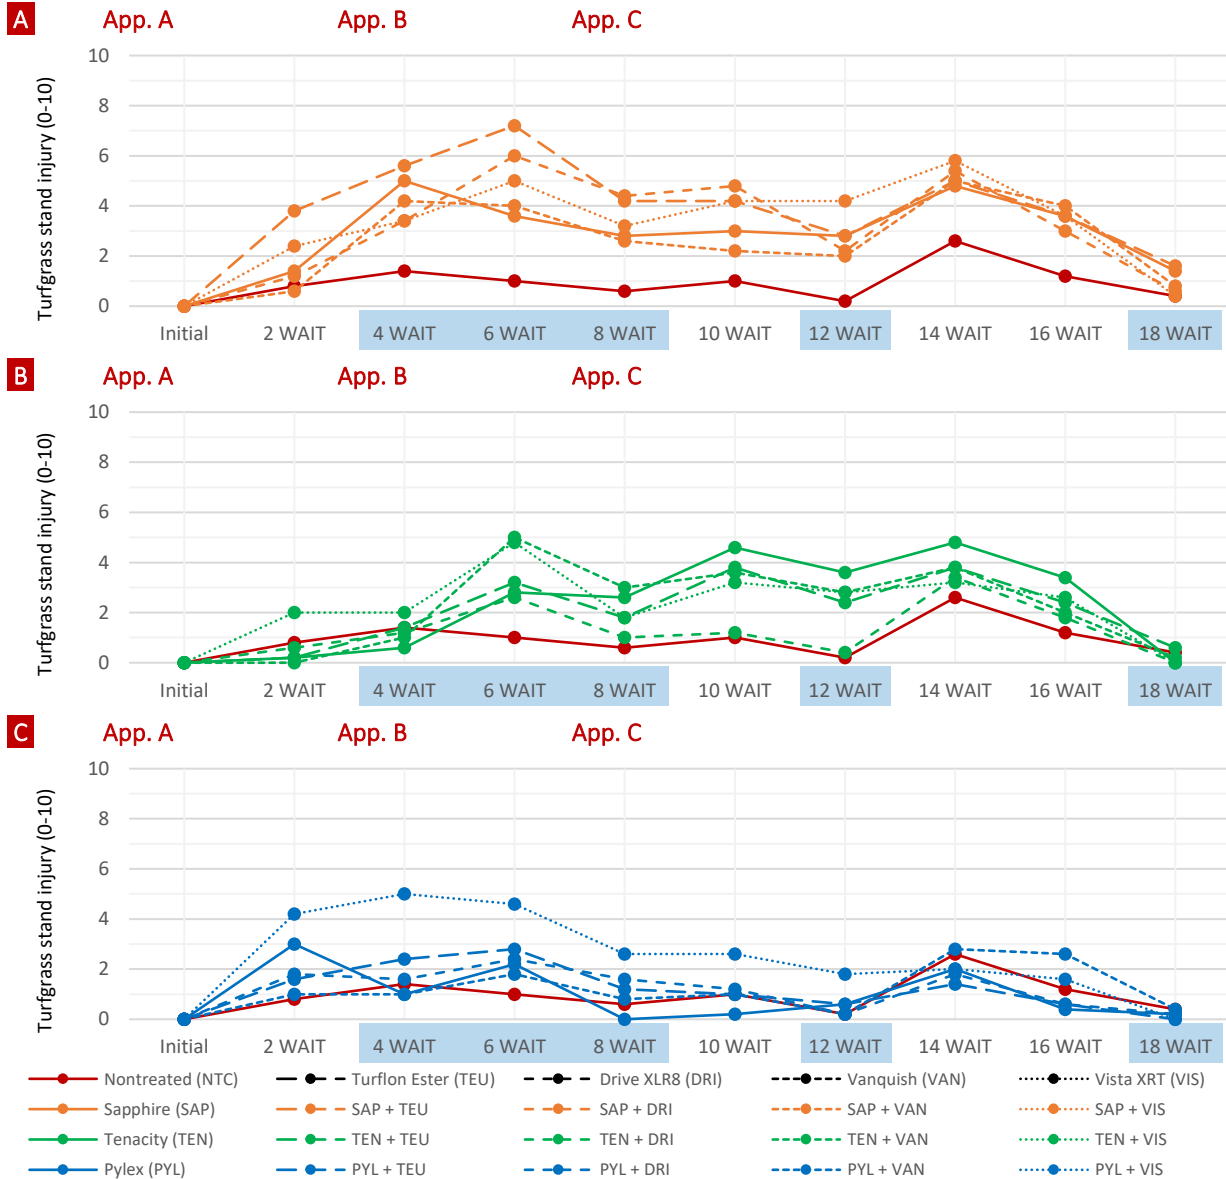 A App. A App. B App. C
Turfgrass stand injury (0-10)
10
8
6
4
2
0
Initial 2 WAIT 4 WAIT 6 WAIT 8 WAIT 10 WAIT 12 WAIT 14 WAIT 16 WAIT 18 WAIT
B App. A App. B App. C
Turfgrass stand injury (0-10)
10
8
6
4
2
0
Initial 2 WAIT 4 WAIT 6 WAIT 8 WAIT 10 WAIT 12 WAIT 14 WAIT 16 WAIT 18 WAIT
C App. A App. B App. C
Turfgrass stand injury (0-10)
10
8
6
4
2
0
Initial 2 WAIT 4 WAIT 6 WAIT 8 WAIT 10 WAIT 12 WAIT 14 WAIT 16 WAIT 18 WAIT
Nontreated (NTC) Turflon Ester (TEU) Drive XLR8 (DRI) Vanquish (VAN) Vista XRT (VIS)
Sapphire (SAP) SAP + TEU SAP + DRI SAP + VAN SAP + VIS
Tenacity (TEN) TEN + TEU TEN + DRI TEN + VAN TEN + VIS
Pylex (PYL) PYL + TEU PYL + DRI PYL + VAN PYL + VIS